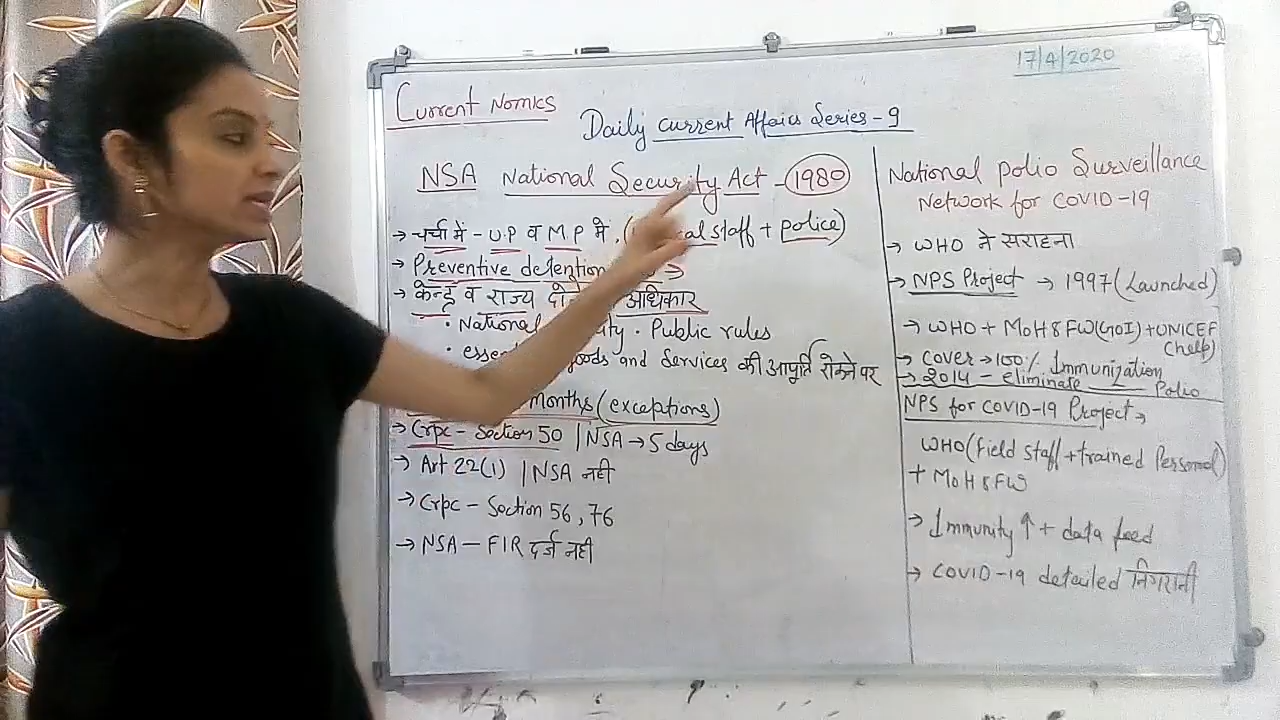 17/4/2020
Current Nomics
Daily current Affairs Series - 9
NSA National Security Act - 1980
→ चर्चा में - U.P व M.P में, staff + police)
→ Preventive detention →
→ केन्द्र व राज्य अधिकार
• National • Public rules
• goods and Services की आपूर्ति रोकने पर
months (exceptions)
→ Crpc - Section 50 | NSA → 5 days
→ Art 22(1) | NSA नही
→ Crpc - Section 56, 76
→ NSA - FIR दर्ज नही
National Polio Surveillance
Network for COVID-19
→ WHO ने सराहना
→ NPS Project → 1997 (Launched)
→ WHO + MoH&FW(GOI) + UNICEF
(help)
→ Cover → 100% Immunization
→ 2014 - eliminate Polio
NPS for COVID-19 Project →
WHO (field staff + trained Personnel)
+ MoH&FW
→ Immunity ↑ + data feed
→ COVID-19 detailed निगरानी